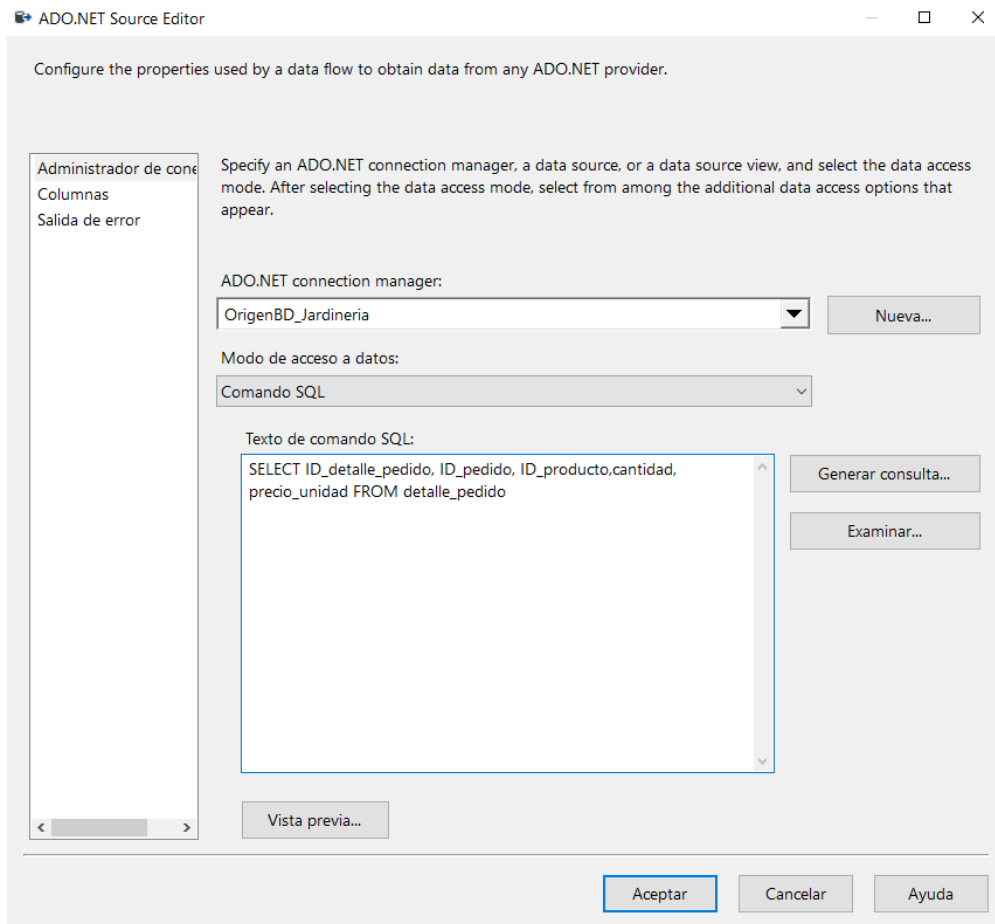 ADO.NET Source Editor
Configure the properties used by a data flow to obtain data from any ADO.NET provider.
Administrador de cone
Columnas
Salida de error
Specify an ADO.NET connection manager, a data source, or a data source view, and select the data access
mode. After selecting the data access mode, select from among the additional data access options that
appear.
ADO.NET connection manager:
OrigenBD_Jardineria
Nueva...
Modo de acceso a datos:
Comando SQL
Texto de comando SQL:
SELECT ID_detalle_pedido, ID_pedido, ID_producto,cantidad,
precio_unidad FROM detalle_pedido
Generar consulta...
Examinar...
Vista previa...
Aceptar
Cancelar
Ayuda